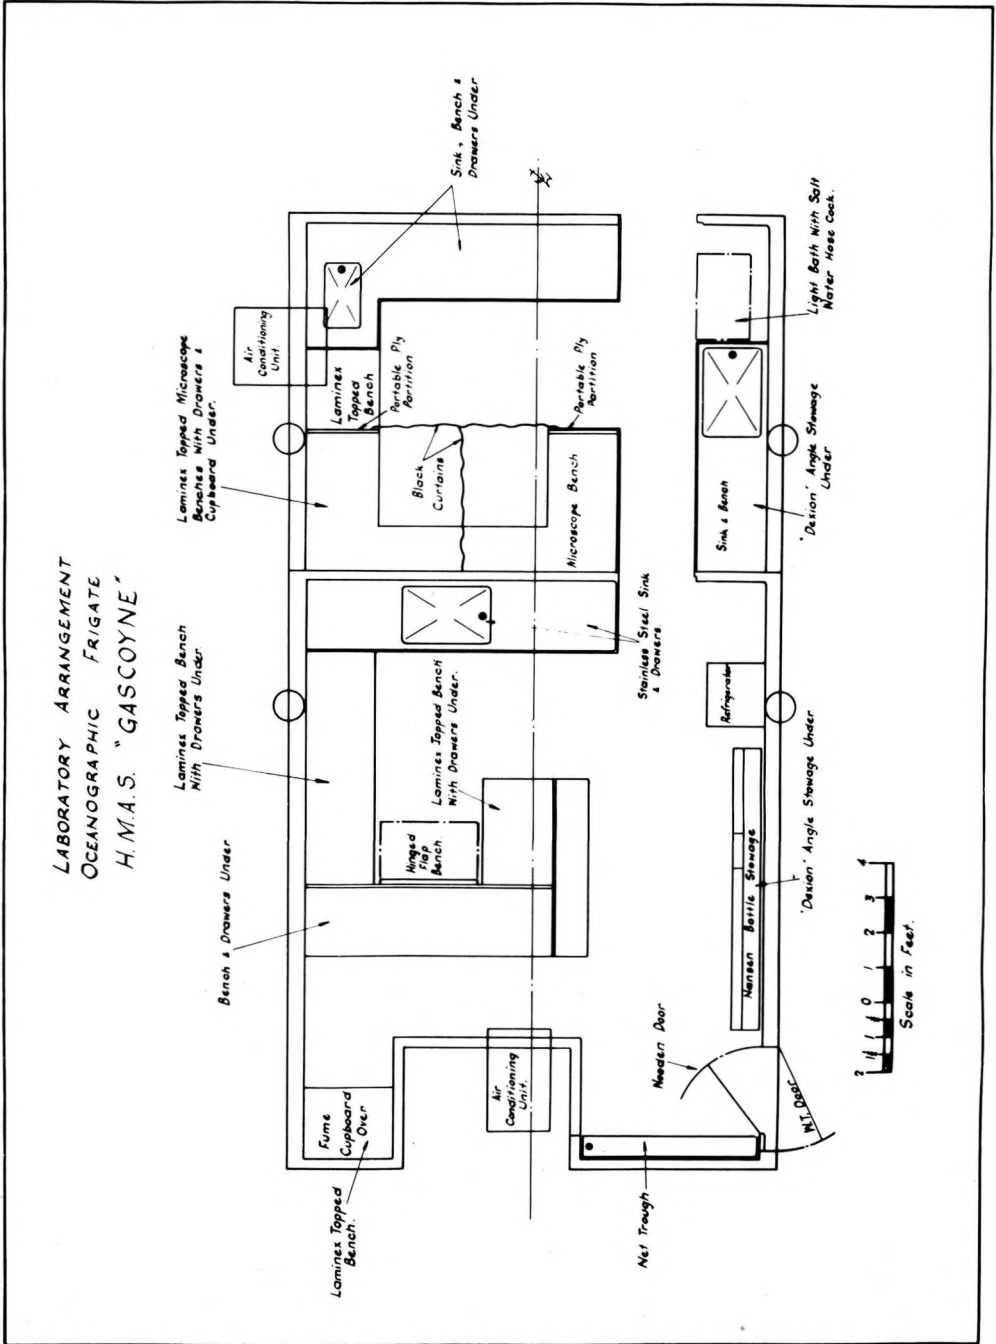 LABORATORY ARRANGEMENT
OCEANOGRAPHIC FRIGATE
H.M.A.S. "GASCOYNE"
Sink, Bench &
Drawers Under
Laminex Topped Microscope
Benches With Drawers &
Cupboard Under.
Air
Conditioning
Unit.
Laminex
Topped
Bench
Portable Ply
Partition
Portable Ply
Partition
Black
Curtains
Microscope Bench
Light Bath With Salt
Water Hose Cock.
Sink & Bench
'Dexion' Angle Stowage
Under
Laminex Topped Bench
With Drawers Under.
Stainless Steel Sink
& Drawers.
Laminex Topped Bench
With Drawers Under.
Hinged
Flap
Bench.
Bench & Drawers Under
Refrigerator
Nansen Bottle Stowage
'Dexion' Angle Stowage Under
Fume
Cupboard
Over
Laminex Topped
Bench.
Air
Conditioning
Unit.
Wooden Door
W.T. Door
Net Trough
2 1½ 1 ½ 0 1 2 3 4
Scale in Feet.